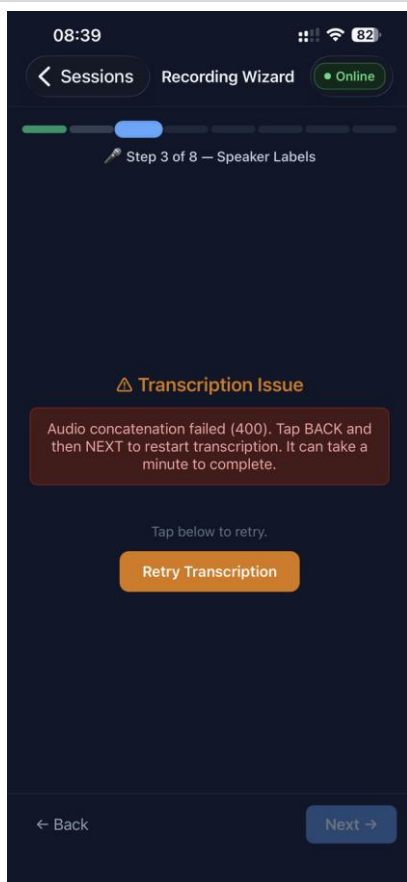 08:39
82
Sessions
Recording Wizard
Online
Step 3 of 8 — Speaker Labels
Transcription Issue
Audio concatenation failed (400). Tap BACK and
then NEXT to restart transcription. It can take a
minute to complete.
Tap below to retry.
Retry Transcription
← Back
Next →